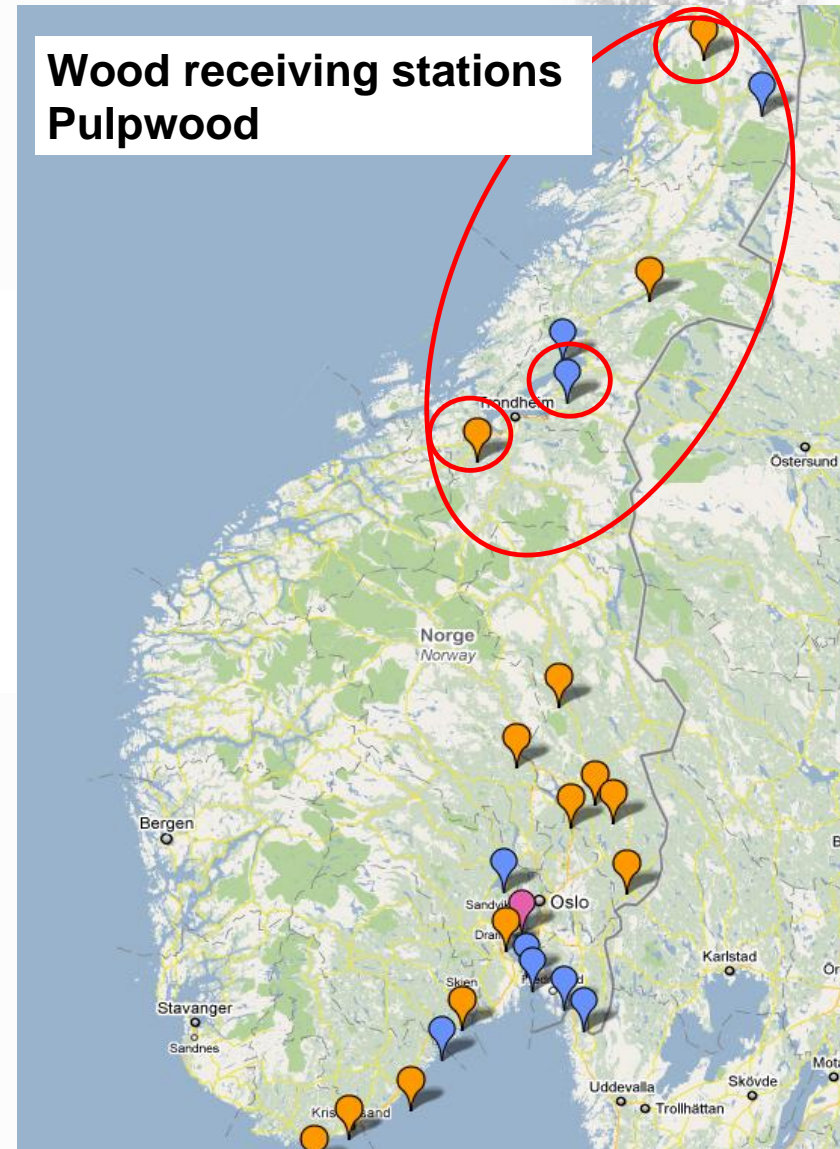 Wood receiving stations
Pulpwood
Trondheim
Östersund
Norge
Norway
Bergen
Oslo
Karlstad
Skien
Stavanger
Sandnes
Uddevalla
Skövde
Trollhättan